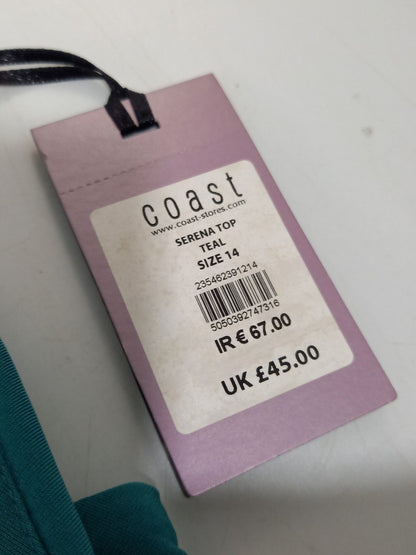 coast
www.coast-stores.com
SERENA TOP
TEAL
SIZE 14
235462391214
5050392747316
IR€ 67.00
UK £45.00